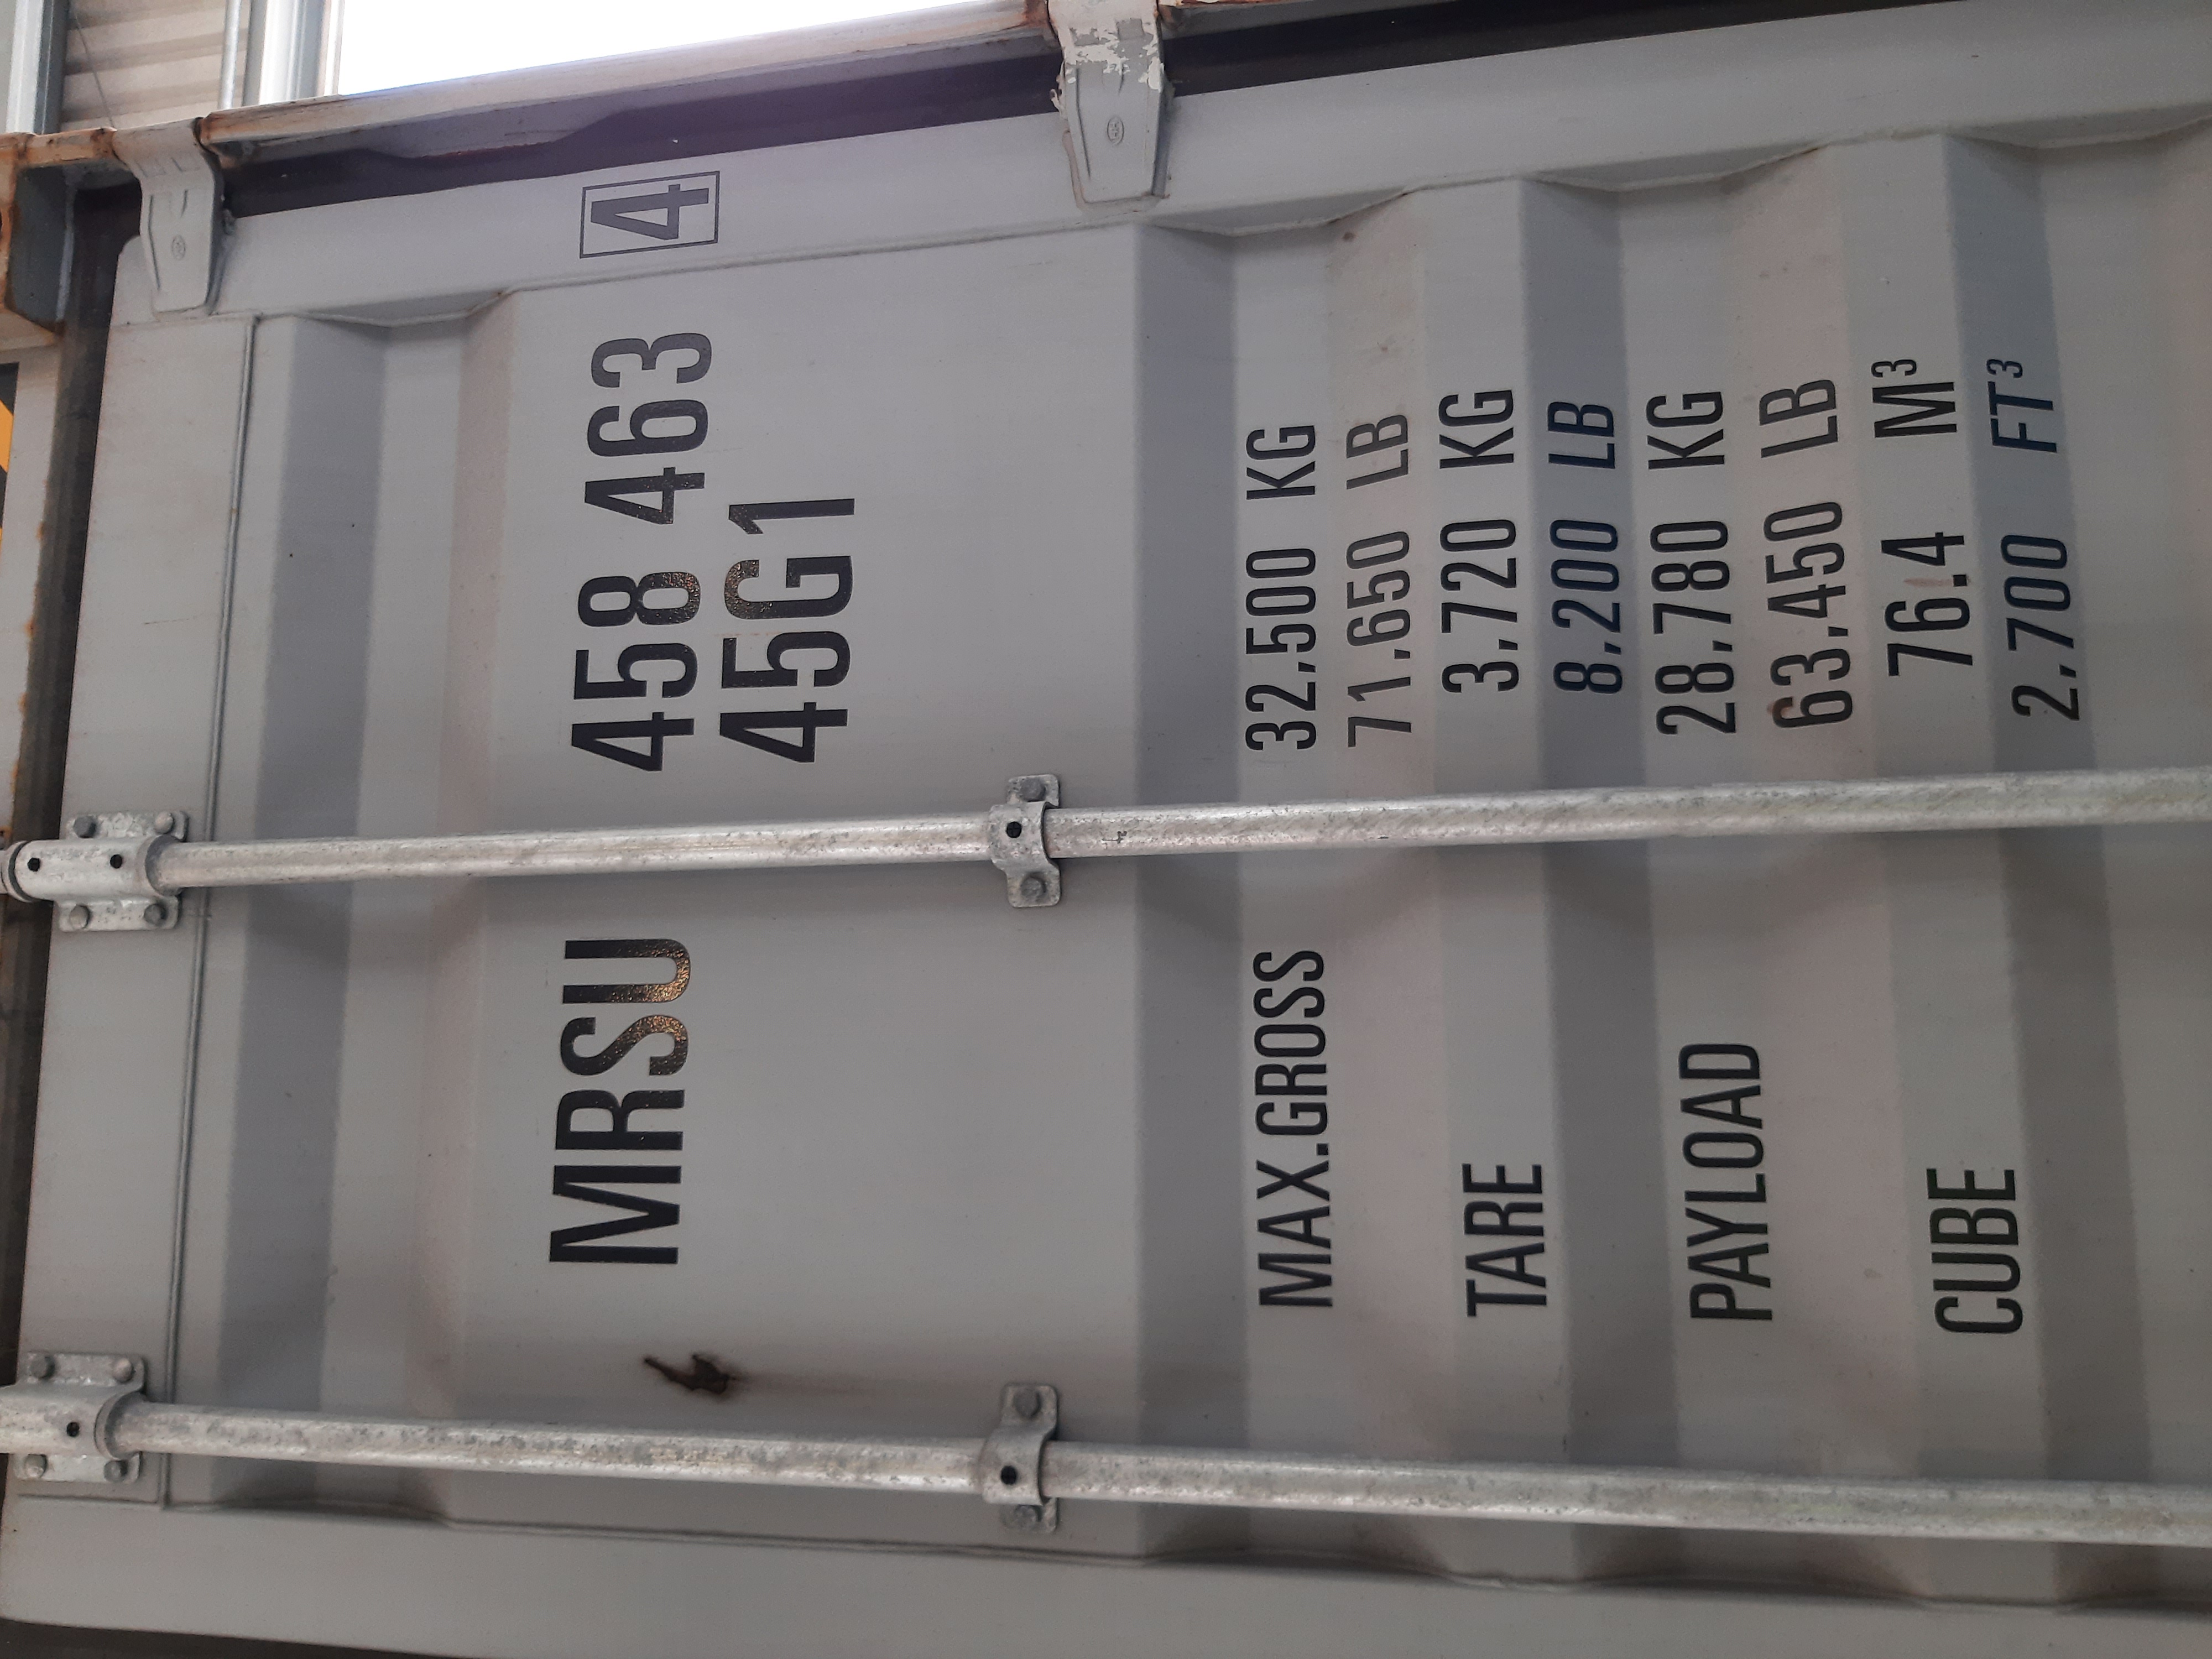 MRSU 458 463 4
45G1
MAX.GROSS 32,500 KG
71,650 LB
TARE 3,720 KG
8,200 LB
PAYLOAD 28,780 KG
63,450 LB
CUBE 76.4 M³
2,700 FT³